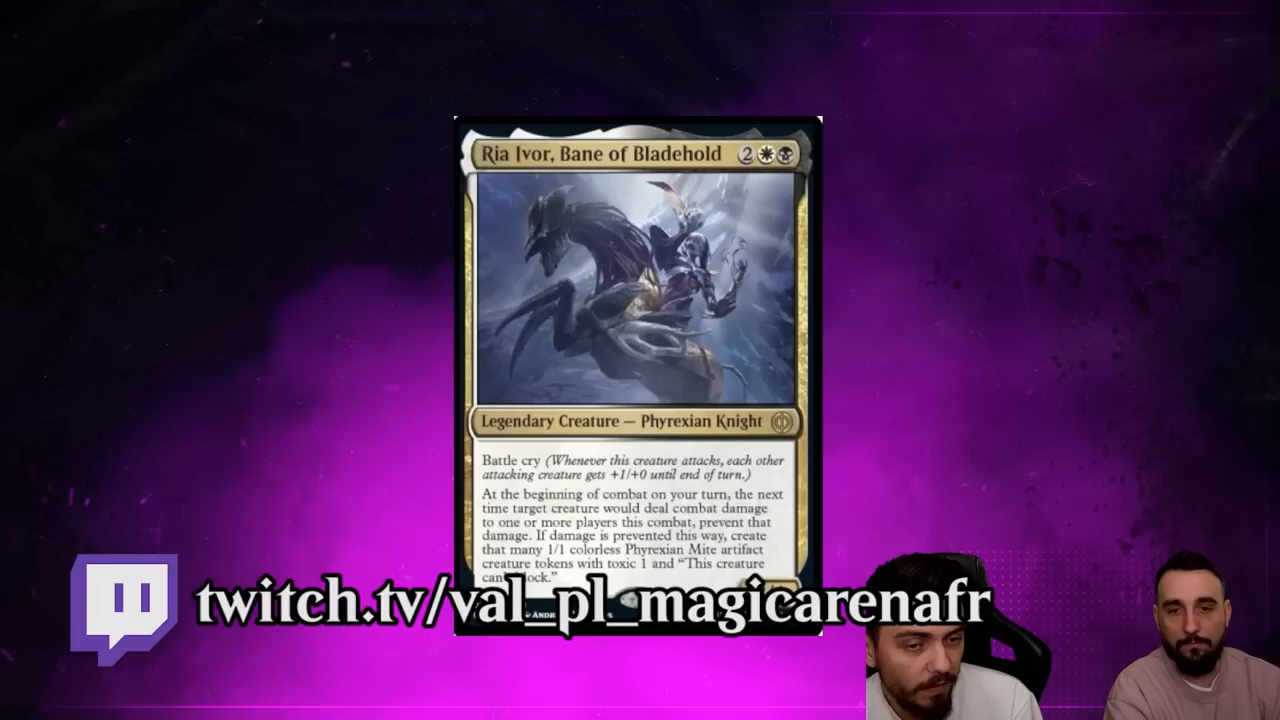 Ria Ivor, Bane of Bladehold 2
Legendary Creature — Phyrexian Knight
Battle cry (Whenever this creature attacks, each other
attacking creature gets +1/+0 until end of turn.)
At the beginning of combat on your turn, the next
time target creature would deal combat damage
to one or more players this combat, prevent that
damage. If damage is prevented this way, create
that many 1/1 colorless Phyrexian Mite artifact
creature tokens with toxic 1 and “This creature
twitch.tv/val_pl_magicarenafr